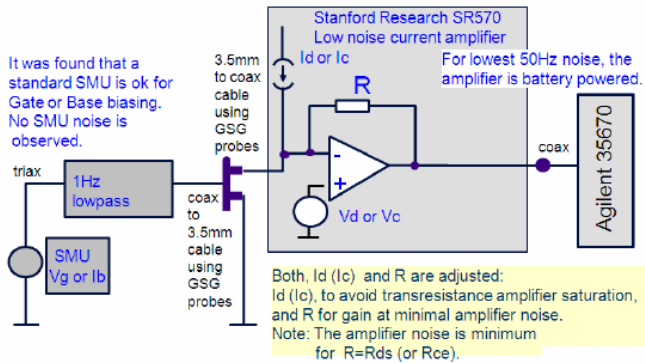 Stanford Research SR570
Low noise current amplifier
It was found that a
standard SMU is ok for
Gate or Base biasing.
No SMU noise is
observed.
3.5mm
to coax
cable
using
GSG
probes
Id or Ic
R
-
+
Vd or Vc
For lowest 50Hz noise, the
amplifier is battery powered.
coax
Agilent 35670
triax
1Hz
lowpass
coax
to
3.5mm
cable
using
GSG
probes
SMU
Vg or Ib
Both, Id (Ic) and R are adjusted:
Id (Ic), to avoid transresistance amplifier saturation,
and R for gain at minimal amplifier noise.
Note: The amplifier noise is minimum
for R=Rds (or Rce).